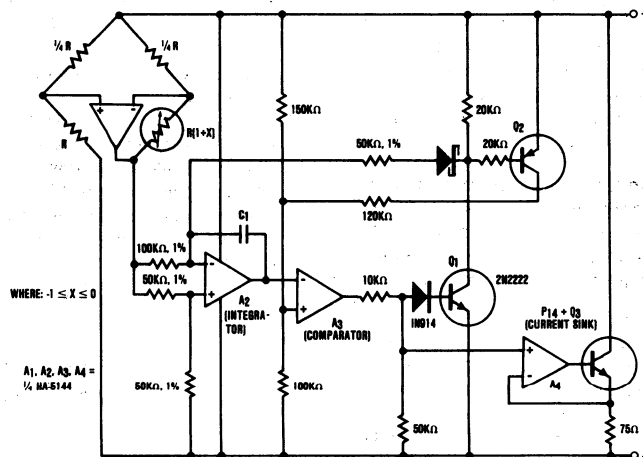 ¼ R
¼ R
+
-
R
R(1+X)
150KΩ
20KΩ
Q2
50KΩ, 1%
20KΩ
120KΩ
C1
100KΩ, 1%
50KΩ, 1%
-
+
A2
(INTEGRA-
TOR)
-
+
A3
(COMPARATOR)
10KΩ
IN914
Q1
2N2222
WHERE: -1 ≤ X ≤ 0
P14 + Q3
(CURRENT SINK)
+
-
A4
A1, A2, A3, A4 =
¼ HA-5144
50KΩ, 1%
100KΩ
50KΩ
75Ω